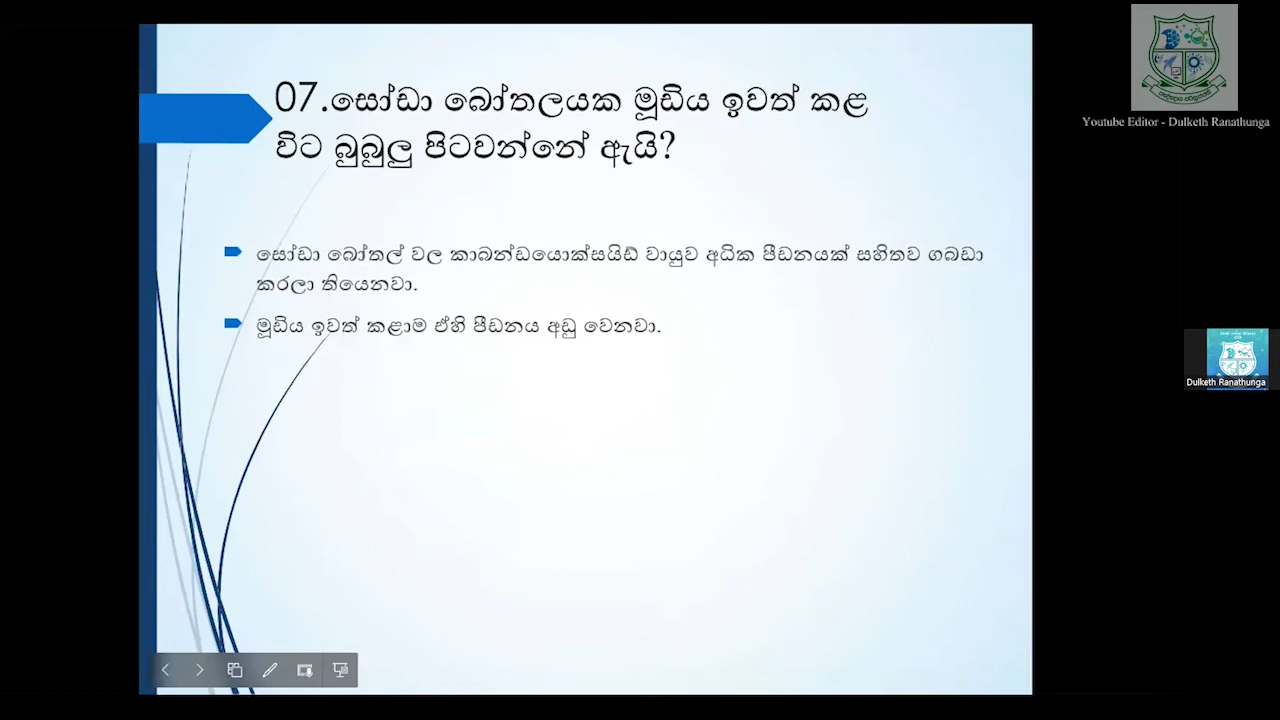 07.සෝඩා බෝතලයක මූඩිය ඉවත් කළ
විට බුබුලු පිටවන්නේ ඇයි?
සෝඩා බෝතල් වල කාබන්ඩයොක්සයිඩ් වායුව අධික පීඩනයක් සහිතව ගබඩා
කරලා තියෙනවා.
මූඩිය ඉවත් කළාම ඒහි පීඩනය අඩු වෙනවා.
Youtube Editor - Dulketh Ranathunga
Dulketh Ranathunga